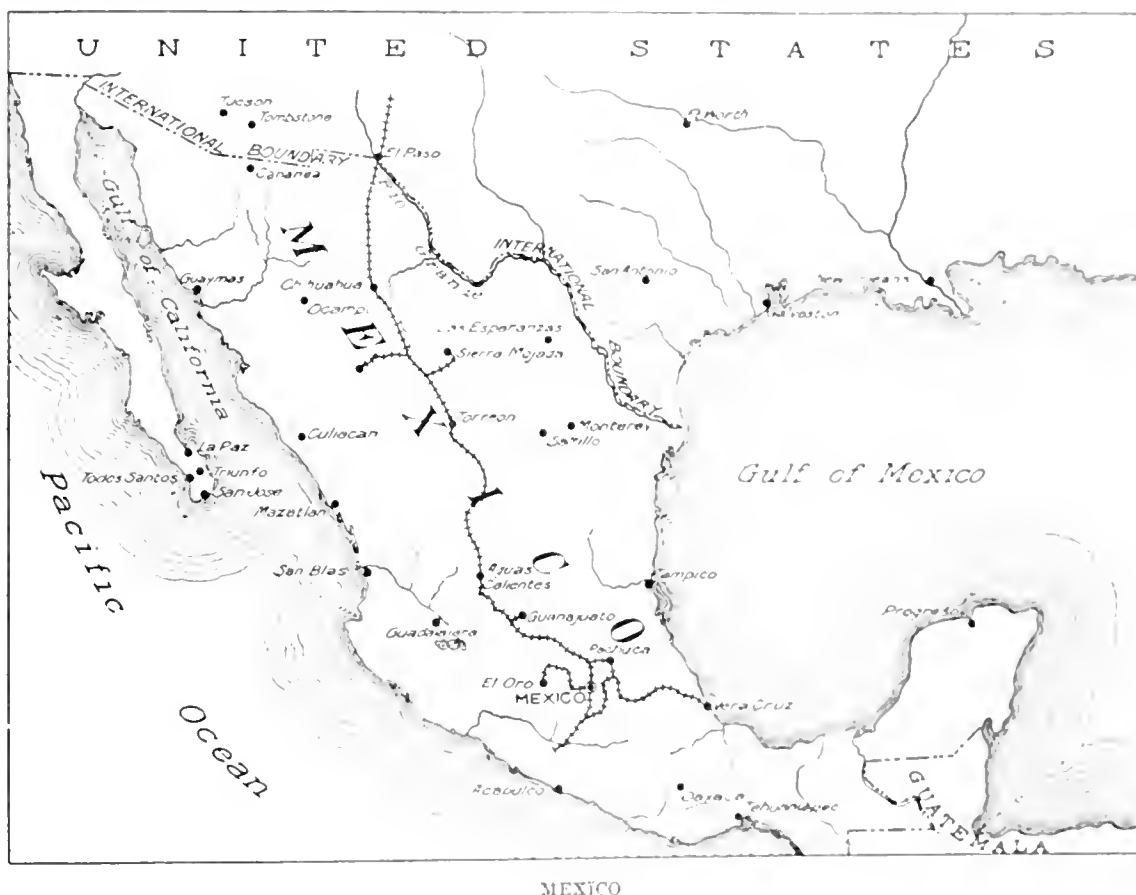 UNITED STATES
Tucson
Tombstone
Ft Worth
INTERNATIONAL BOUNDARY
El Paso
Cananea
Rio Grande
INTERNATIONAL BOUNDARY
Gulf of California
San Antonio
Guaymas
Chihuahua
Ocampo
MEXICO
Las Esperanzas
Sierra Mojada
Torreon
Monterey
Saltillo
Culiacan
La Paz
Triunfo
Todos Santos
San Jose
Mazatlan
Gulf of Mexico
Pacific Ocean
San Blas
Aguas
Calientes
Tampico
Guanajuato
Progreso
Guadalajara
Pachuca
El Oro
MEXICO
Vera Cruz
Acapulco
Oaxaca
Tehuantepec
GUATEMALA
MEXICO